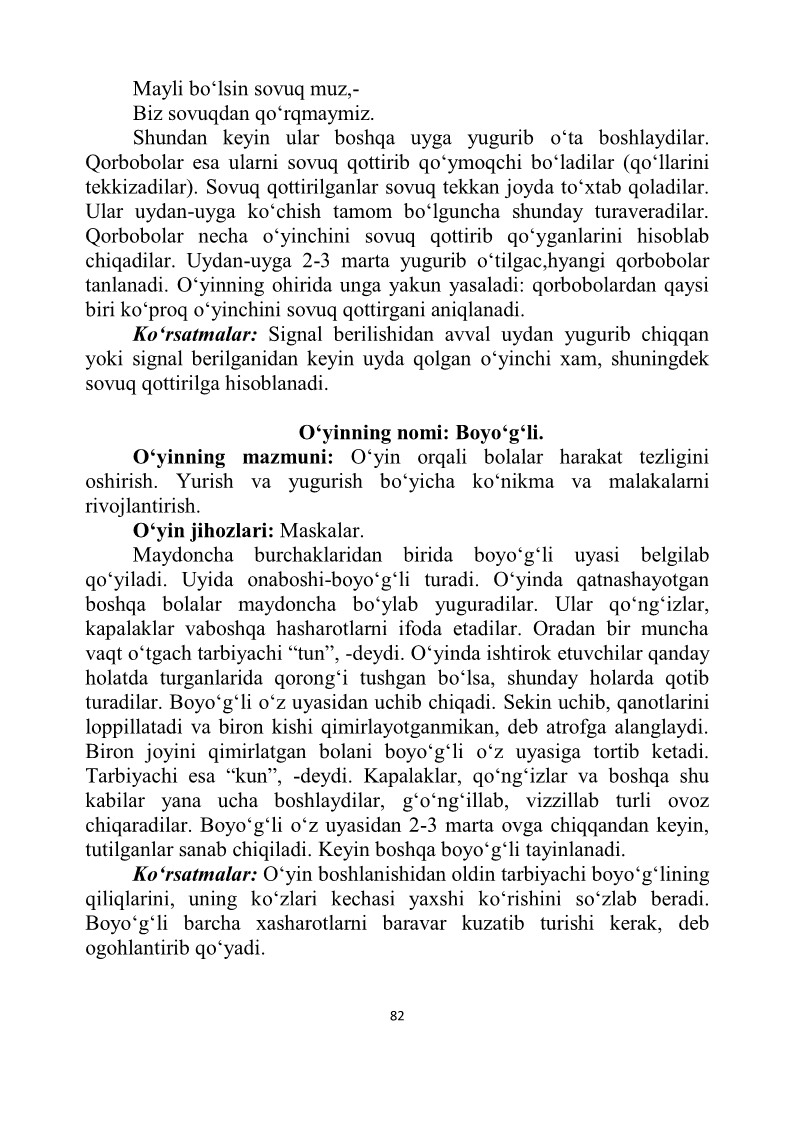 Mayli bo‘lsin sovuq muz,-
Biz sovuqdan qo‘rqmaymiz.
Shundan keyin ular boshqa uyga yugurib o‘ta boshlaydilar.
Qorbobolar esa ularni sovuq qottirib qo‘ymoqchi bo‘ladilar (qo‘llarini
tekkizadilar). Sovuq qottirilganlar sovuq tekkan joyda to‘xtab qoladilar.
Ular uydan-uyga ko‘chish tamom bo‘lguncha shunday turaveradilar.
Qorbobolar necha o‘yinchini sovuq qottirib qo‘yganlarini hisoblab
chiqadilar. Uydan-uyga 2-3 marta yugurib o‘tilgac,hyangi qorbobolar
tanlanadi. O‘yinning ohirida unga yakun yasaladi: qorbobolardan qaysi
biri ko‘proq o‘yinchini sovuq qottirgani aniqlanadi.
Ko‘rsatmalar: Signal berilishidan avval uydan yugurib chiqqan
yoki signal berilganidan keyin uyda qolgan o‘yinchi xam, shuningdek
sovuq qottirilga hisoblanadi.
O‘yinning nomi: Boyo‘g‘li.
O‘yinning mazmuni: O‘yin orqali bolalar harakat tezligini
oshirish. Yurish va yugurish bo‘yicha ko‘nikma va malakalarni
rivojlantirish.
O‘yin jihozlari: Maskalar.
Maydoncha burchaklaridan birida boyo‘g‘li uyasi belgilab
qo‘yiladi. Uyida onaboshi-boyo‘g‘li turadi. O‘yinda qatnashayotgan
boshqa bolalar maydoncha bo‘ylab yuguradilar. Ular qo‘ng‘izlar,
kapalaklar vaboshqa hasharotlarni ifoda etadilar. Oradan bir muncha
vaqt o‘tgach tarbiyachi “tun”, -deydi. O‘yinda ishtirok etuvchilar qanday
holatda turganlarida qorong‘i tushgan bo‘lsa, shunday holarda qotib
turadilar. Boyo‘g‘li o‘z uyasidan uchib chiqadi. Sekin uchib, qanotlarini
loppillatadi va biron kishi qimirlayotganmikan, deb atrofga alanglaydi.
Biron joyini qimirlatgan bolani boyo‘g‘li o‘z uyasiga tortib ketadi.
Tarbiyachi esa “kun”, -deydi. Kapalaklar, qo‘ng‘izlar va boshqa shu
kabilar yana ucha boshlaydilar, g‘o‘ng‘illab, vizzillab turli ovoz
chiqaradilar. Boyo‘g‘li o‘z uyasidan 2-3 marta ovga chiqqandan keyin,
tutilganlar sanab chiqiladi. Keyin boshqa boyo‘g‘li tayinlanadi.
Ko‘rsatmalar: O‘yin boshlanishidan oldin tarbiyachi boyo‘g‘lining
qiliqlarini, uning ko‘zlari kechasi yaxshi ko‘rishini so‘zlab beradi.
Boyo‘g‘li barcha xasharotlarni baravar kuzatib turishi kerak, deb
ogohlantirib qo‘yadi.
82